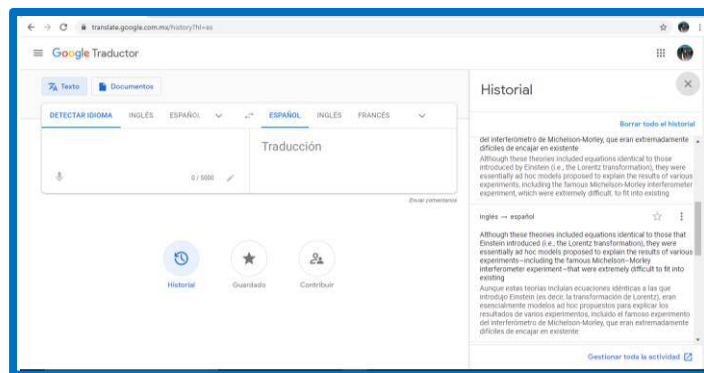 translate.google.com.mx/history?hl=es
Google Traductor
Texto
Documentos
DETECTAR IDIOMA
INGLÉS
ESPAÑOL
ESPAÑOL
INGLÉS
FRANCÉS
Traducción
0 / 5000
Enviar comentarios
Historial
Guardado
Contribuir
Historial
Borrar todo el historial
del interferómetro de Michelson-Morley, que eran extremadamente
difíciles de encajar en existente
Although these theories included equations identical to those
introduced by Einstein (i.e., the Lorentz transformation), they were
essentially ad hoc models proposed to explain the results of various
experiments, including the famous Michelson-Morley interferometer
experiment, which were extremely difficult. to fit into existing
Inglés → español
Although these theories included equations identical to those that
Einstein introduced (i.e., the Lorentz transformation), they were
essentially ad hoc models proposed to explain the results of various
experiments—including the famous Michelson–Morley
interferometer experiment—that were extremely difficult to fit into
existing
Aunque estas teorías incluían ecuaciones idénticas a las que
introdujo Einstein (es decir, la transformación de Lorentz), eran
esencialmente modelos ad hoc propuestos para explicar los
resultados de varios experimentos, incluido el famoso experimento
del interferómetro de Michelson-Morley, que eran extremadamente
difíciles de encajar en existente
Gestionar toda la actividad